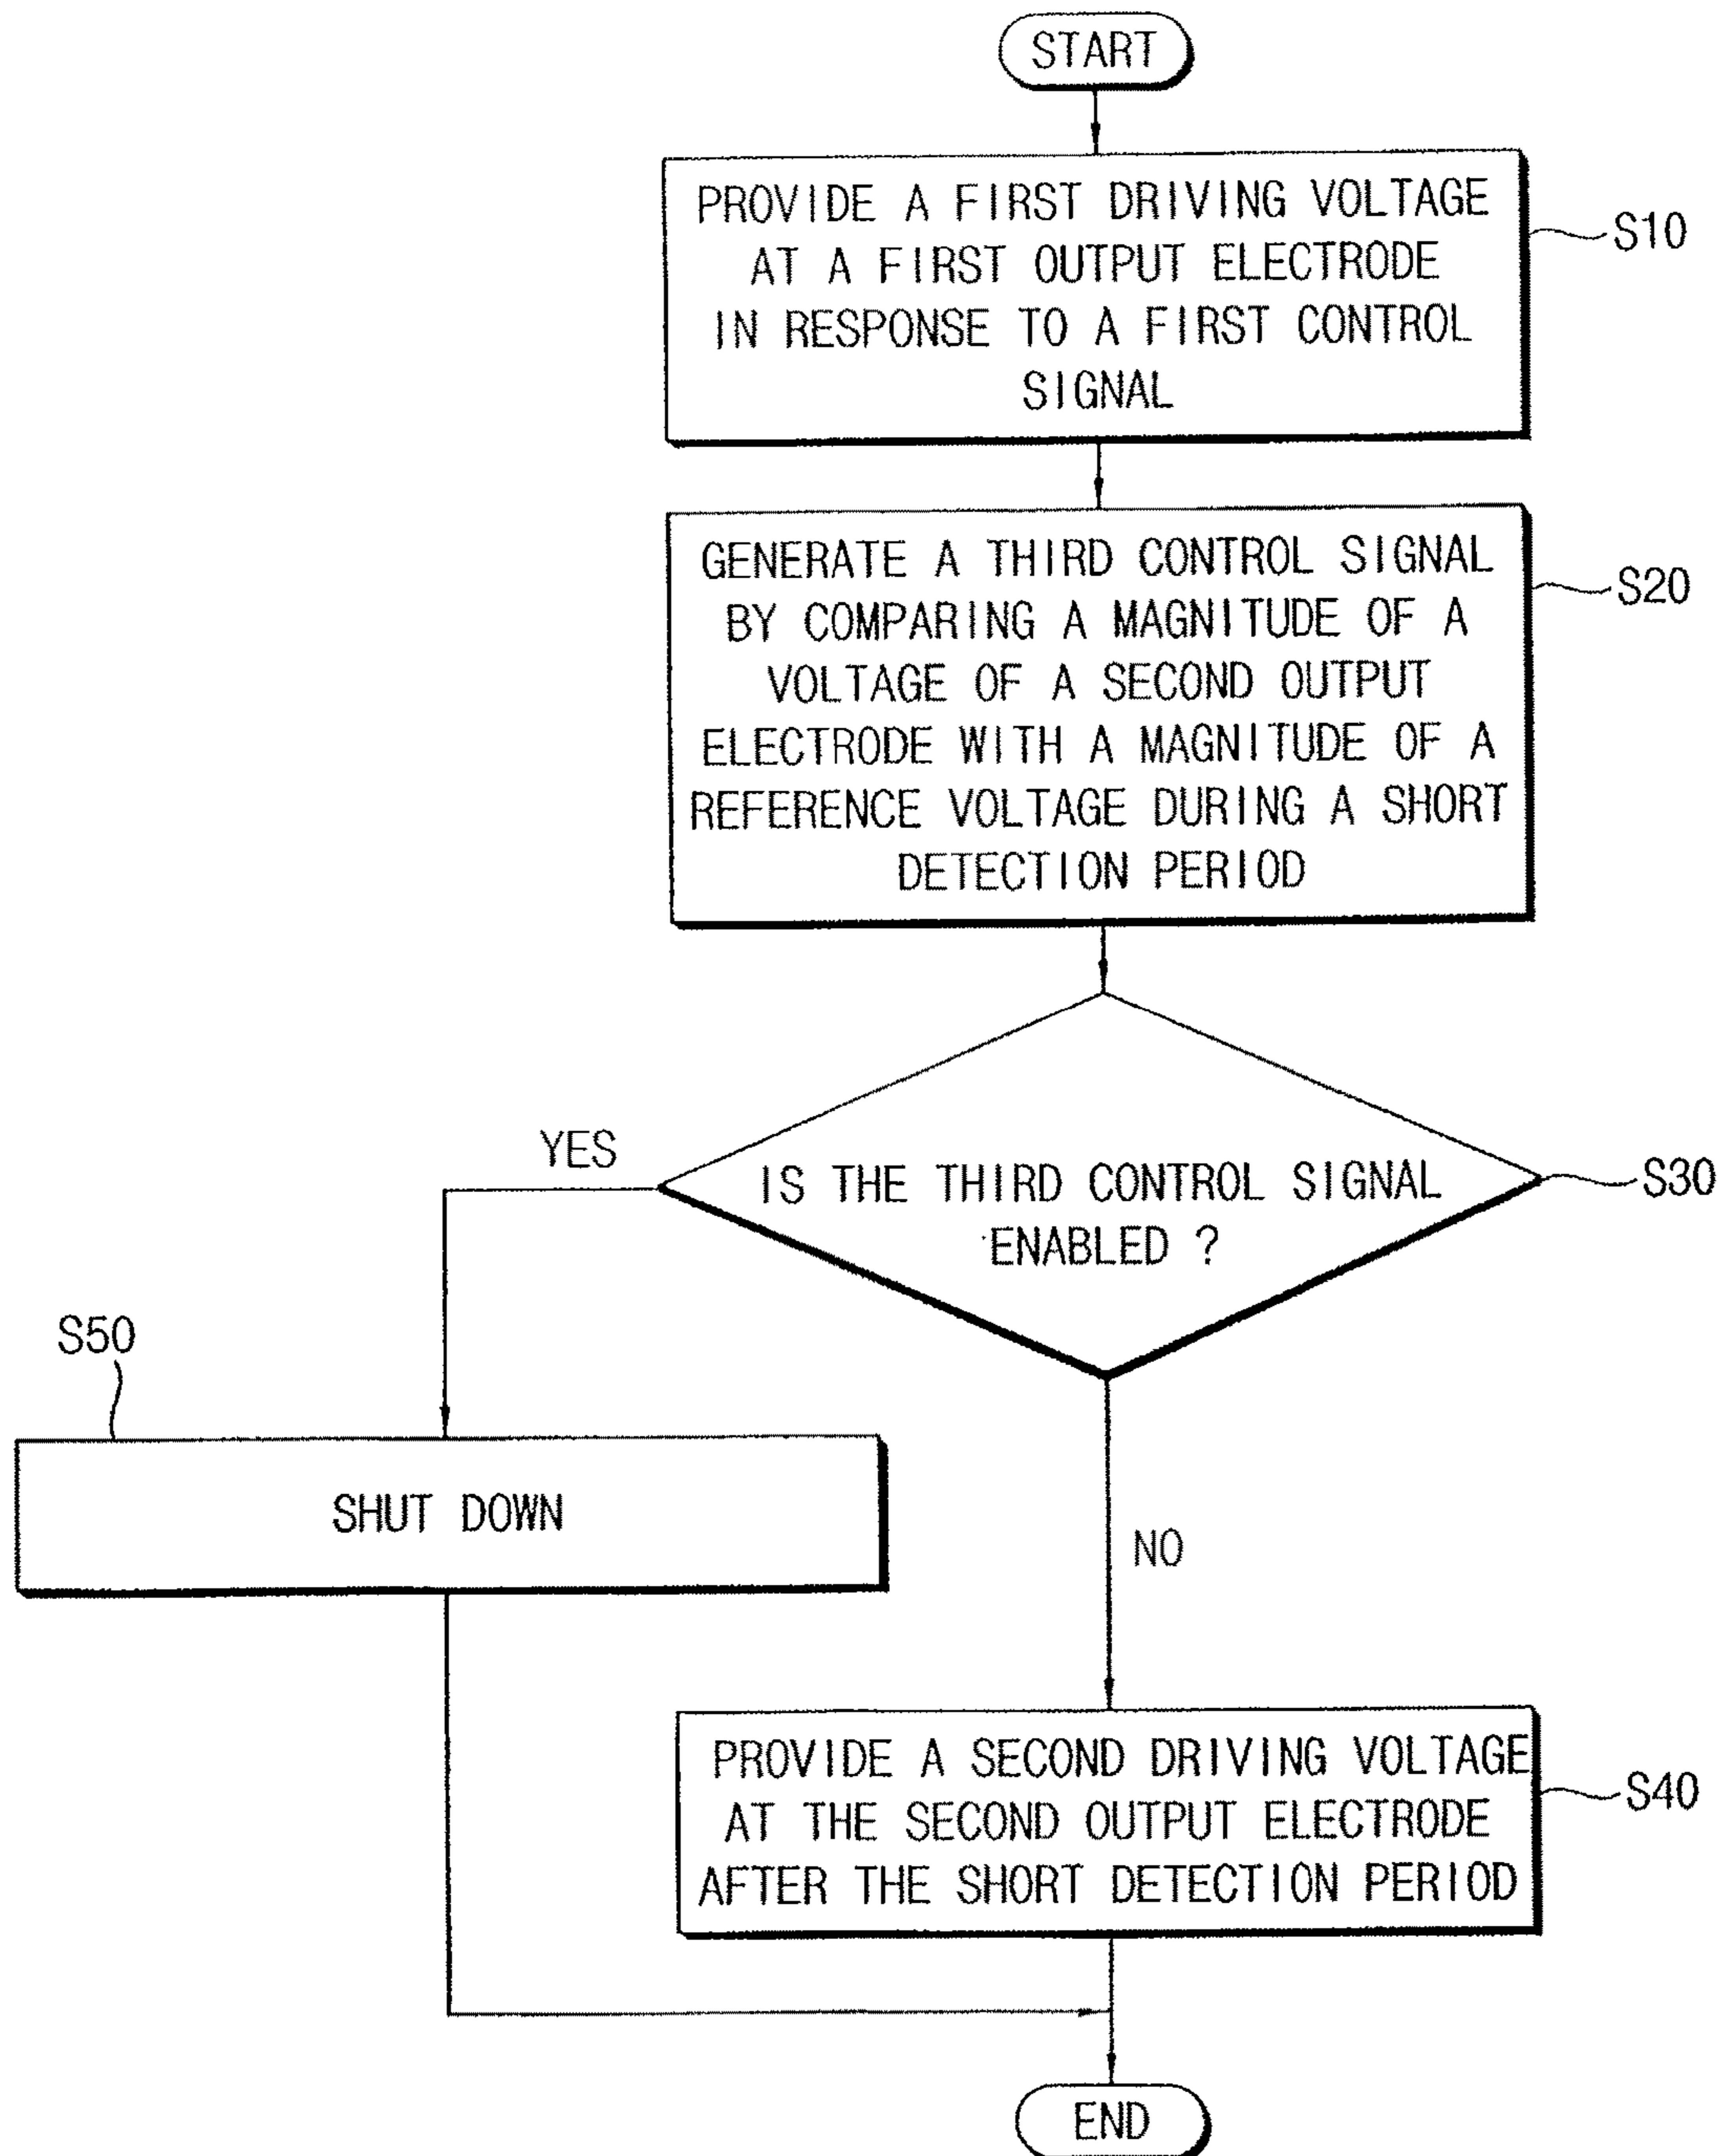 START
PROVIDE A FIRST DRIVING VOLTAGE
AT A FIRST OUTPUT ELECTRODE
IN RESPONSE TO A FIRST CONTROL
SIGNAL
S10
GENERATE A THIRD CONTROL SIGNAL
BY COMPARING A MAGNITUDE OF A
VOLTAGE OF A SECOND OUTPUT
ELECTRODE WITH A MAGNITUDE OF A
REFERENCE VOLTAGE DURING A SHORT
DETECTION PERIOD
S20
YES
IS THE THIRD CONTROL SIGNAL
ENABLED ?
S30
S50
SHUT DOWN
NO
PROVIDE A SECOND DRIVING VOLTAGE
AT THE SECOND OUTPUT ELECTRODE
AFTER THE SHORT DETECTION PERIOD
S40
END